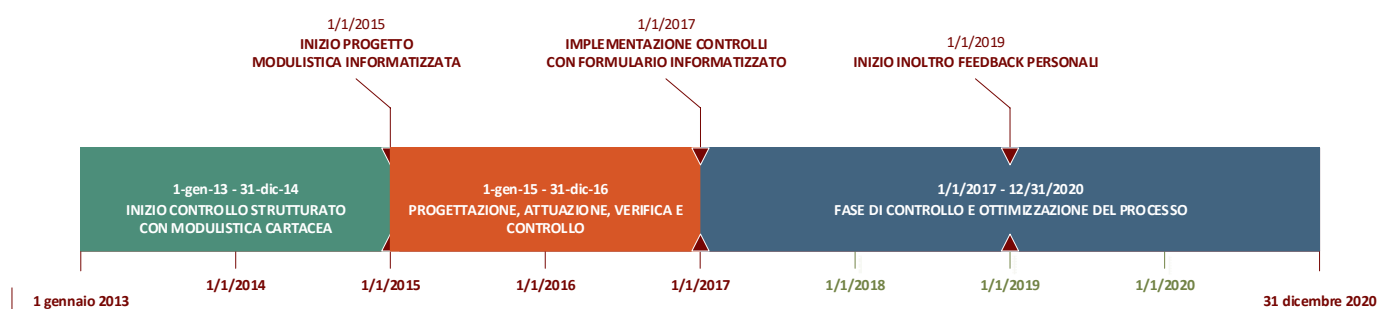 1/1/2015
INIZIO PROGETTO
MODULISTICA INFORMATIZZATA
1/1/2017
IMPLEMENTAZIONE CONTROLLI
CON FORMULARIO INFORMATIZZATO
1/1/2019
INIZIO INOLTRO FEEDBACK PERSONALI
1-gen-13 - 31-dic-14
INIZIO CONTROLLO STRUTTURATO
CON MODULISTICA CARTACEA
1-gen-15 - 31-dic-16
PROGETTAZIONE, ATTUAZIONE, VERIFICA E
CONTROLLO
1/1/2017 - 12/31/2020
FASE DI CONTROLLO E OTTIMIZZAZIONE DEL PROCESSO
1/1/2014
1/1/2015
1/1/2016
1/1/2017
1/1/2018
1/1/2019
1/1/2020
1 gennaio 2013
31 dicembre 2020